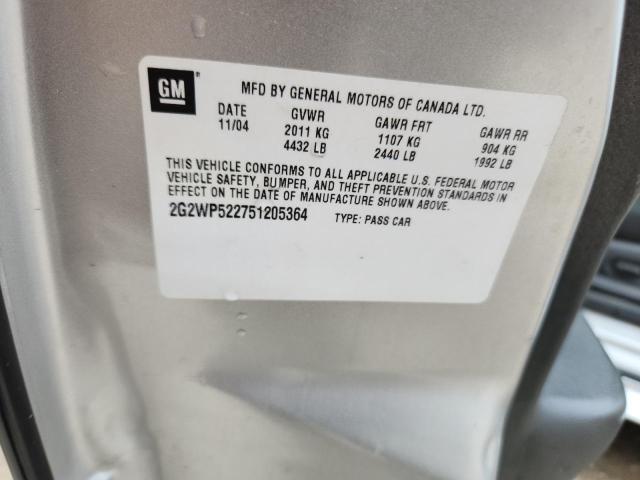 GM
MFD BY GENERAL MOTORS OF CANADA LTD.
DATE GVWR GAWR FRT GAWR RR
11/04 2011 KG 1107 KG 904 KG
4432 LB 2440 LB 1992 LB
THIS VEHICLE CONFORMS TO ALL APPLICABLE U.S. FEDERAL MOTOR
VEHICLE SAFETY, BUMPER, AND THEFT PREVENTION STANDARDS IN
EFFECT ON THE DATE OF MANUFACTURE SHOWN ABOVE.
2G2WP522751205364 TYPE: PASS CAR